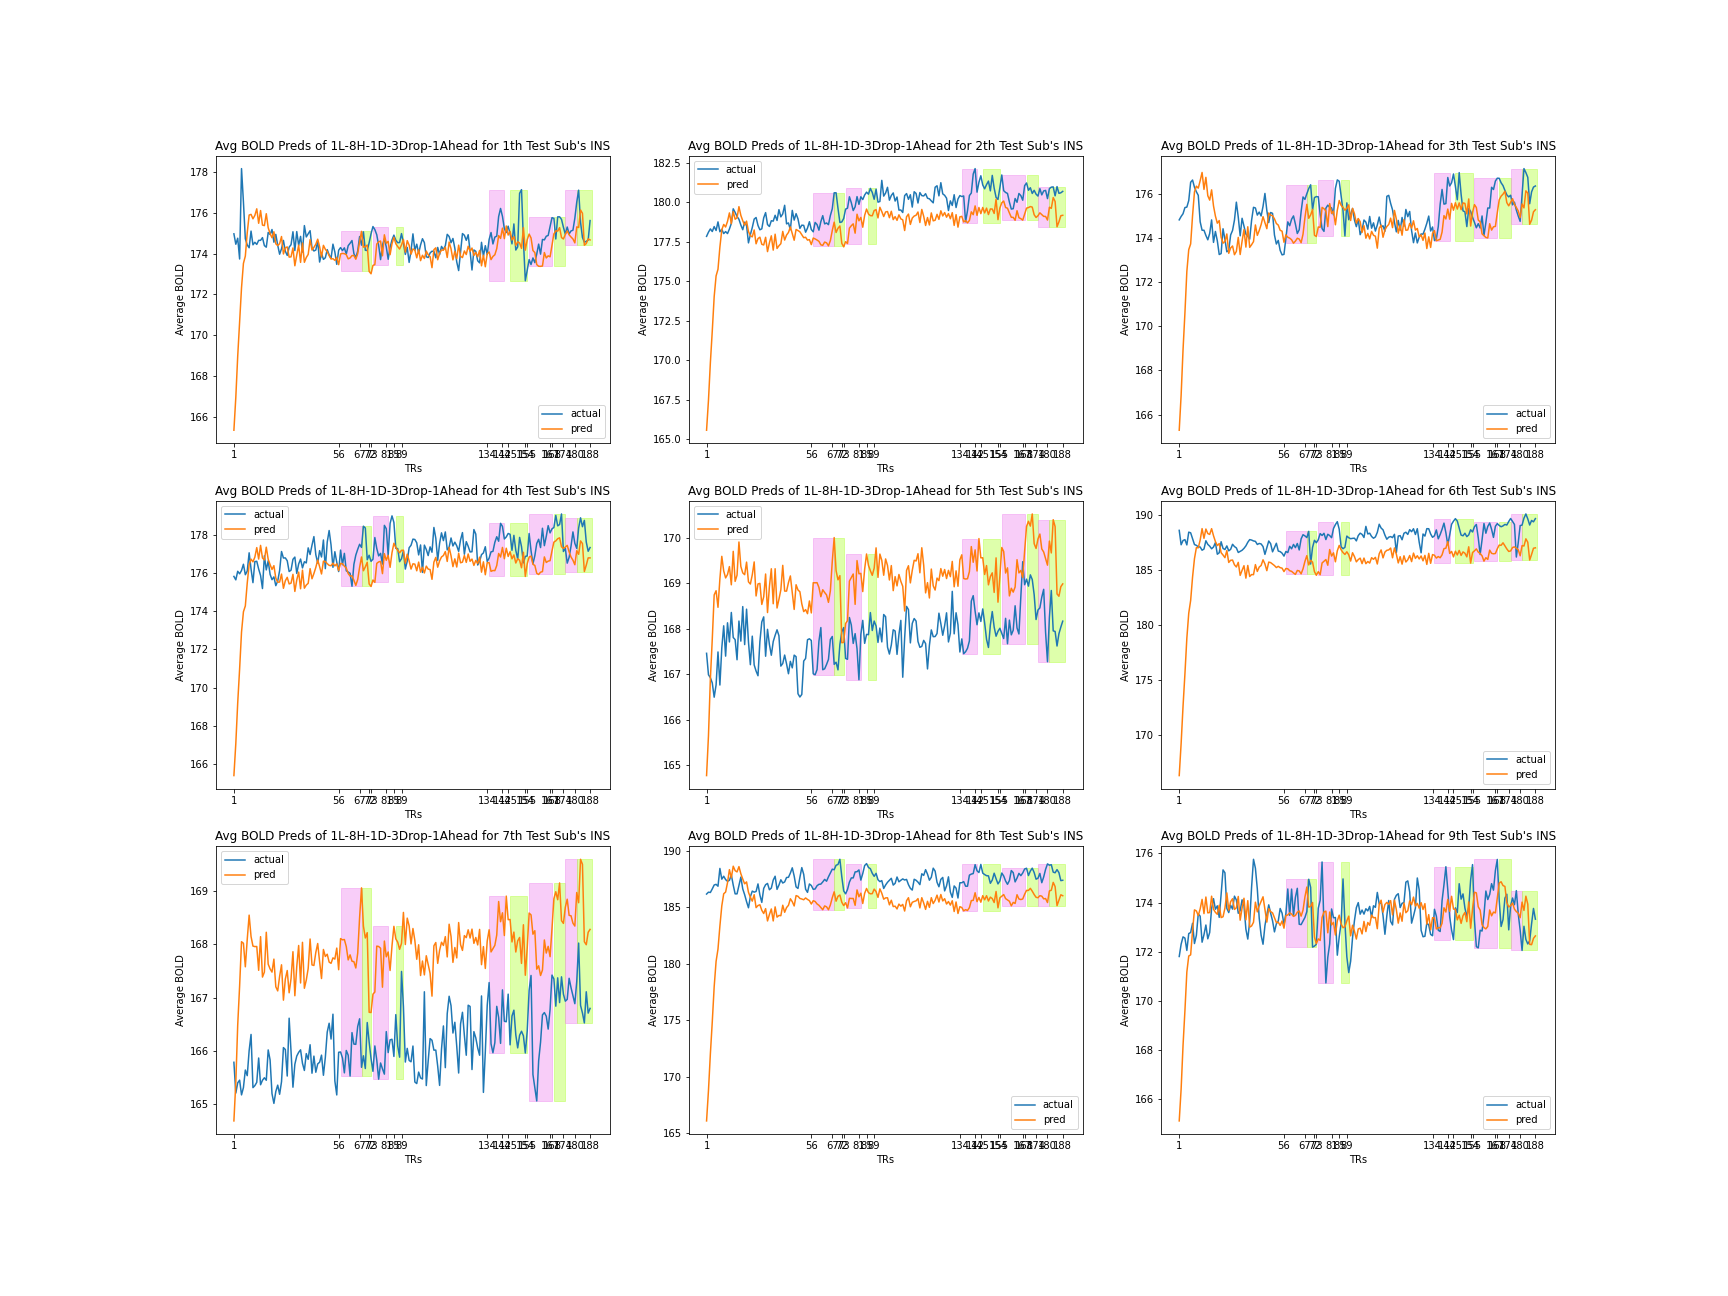 Avg BOLD Preds of 1L-8H-1D-3Drop-1Ahead for 1th Test Sub's INS
178
176
174
172
170
168
166
Average BOLD
actual
pred
1
56
TRs
Avg BOLD Preds of 1L-8H-1D-3Drop-1Ahead for 2th Test Sub's INS
182.5
180.0
177.5
175.0
172.5
170.0
167.5
165.0
Average BOLD
actual
pred
1
56
TRs
Avg BOLD Preds of 1L-8H-1D-3Drop-1Ahead for 3th Test Sub's INS
176
174
172
170
168
166
Average BOLD
actual
pred
1
56
TRs
Avg BOLD Preds of 1L-8H-1D-3Drop-1Ahead for 4th Test Sub's INS
178
176
174
172
170
168
166
Average BOLD
actual
pred
1
56
TRs
Avg BOLD Preds of 1L-8H-1D-3Drop-1Ahead for 5th Test Sub's INS
170
169
168
167
166
165
Average BOLD
actual
pred
1
56
TRs
Avg BOLD Preds of 1L-8H-1D-3Drop-1Ahead for 6th Test Sub's INS
190
185
180
175
170
Average BOLD
actual
pred
1
56
TRs
Avg BOLD Preds of 1L-8H-1D-3Drop-1Ahead for 7th Test Sub's INS
169
168
167
166
165
Average BOLD
actual
pred
1
56
TRs
Avg BOLD Preds of 1L-8H-1D-3Drop-1Ahead for 8th Test Sub's INS
190
185
180
175
170
165
Average BOLD
actual
pred
1
56
TRs
Avg BOLD Preds of 1L-8H-1D-3Drop-1Ahead for 9th Test Sub's INS
176
174
172
170
168
166
Average BOLD
actual
pred
1
56
TRs